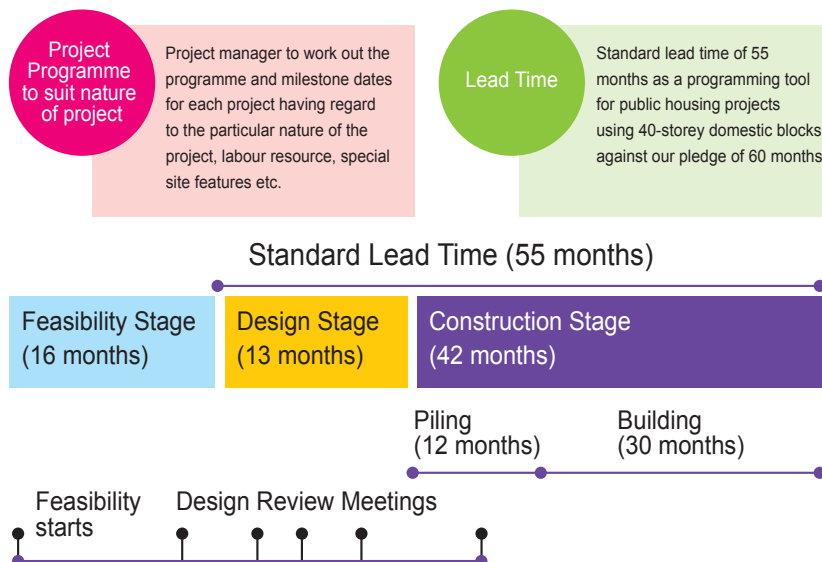 Project
Programme
to suit nature
of project
Project manager to work out the
programme and milestone dates
for each project having regard
to the particular nature of the
project, labour resource, special
site features etc.
Lead Time
Standard lead time of 55
months as a programming tool
for public housing projects
using 40-storey domestic blocks
against our pledge of 60 months
Standard Lead Time (55 months)
Feasibility Stage
(16 months)
Design Stage
(13 months)
Construction Stage
(42 months)
Piling
(12 months)
Building
(30 months)
Feasibility
starts
Design Review Meetings